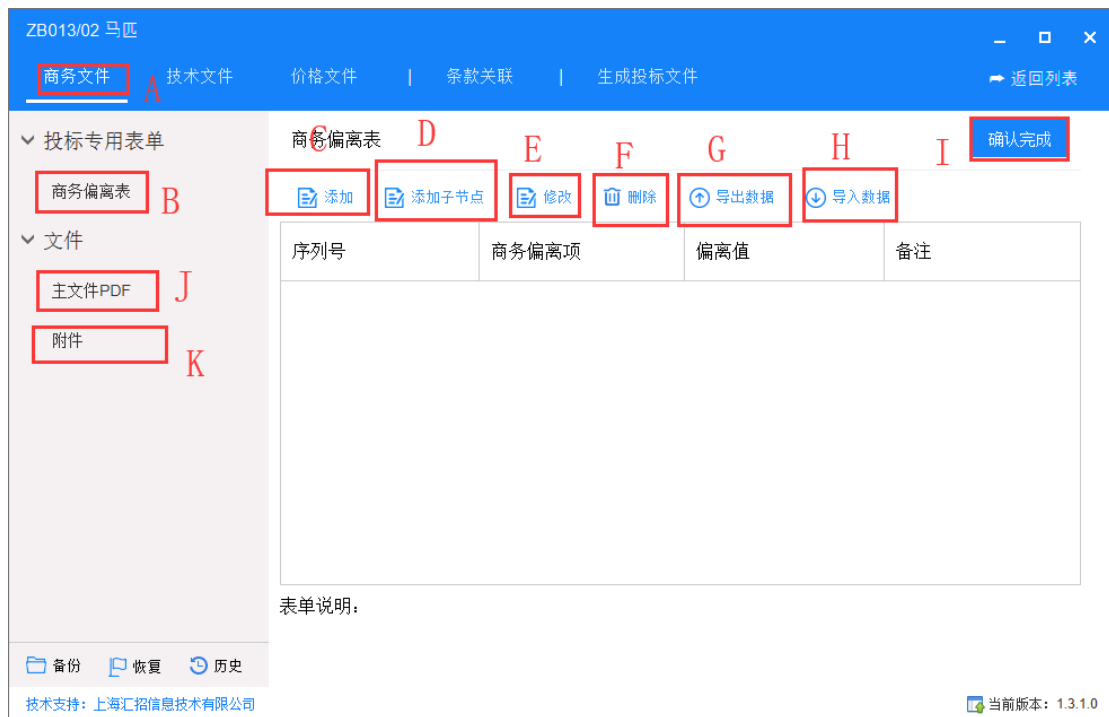 ZB013/02 马匹
商务文件 A 技术文件 价格文件 | 条款关联 | 生成投标文件 返回列表
投标专用表单 商务偏离表 C D E F G H I 确认完成
商务偏离表 B 添加 添加子节点 修改 删除 导出数据 导入数据
文件 序列号 商务偏离项 偏离值 备注
主文件PDF J
附件 K
表单说明：
备份 恢复 历史
技术支持：上海汇招信息技术有限公司 当前版本：1.3.1.0